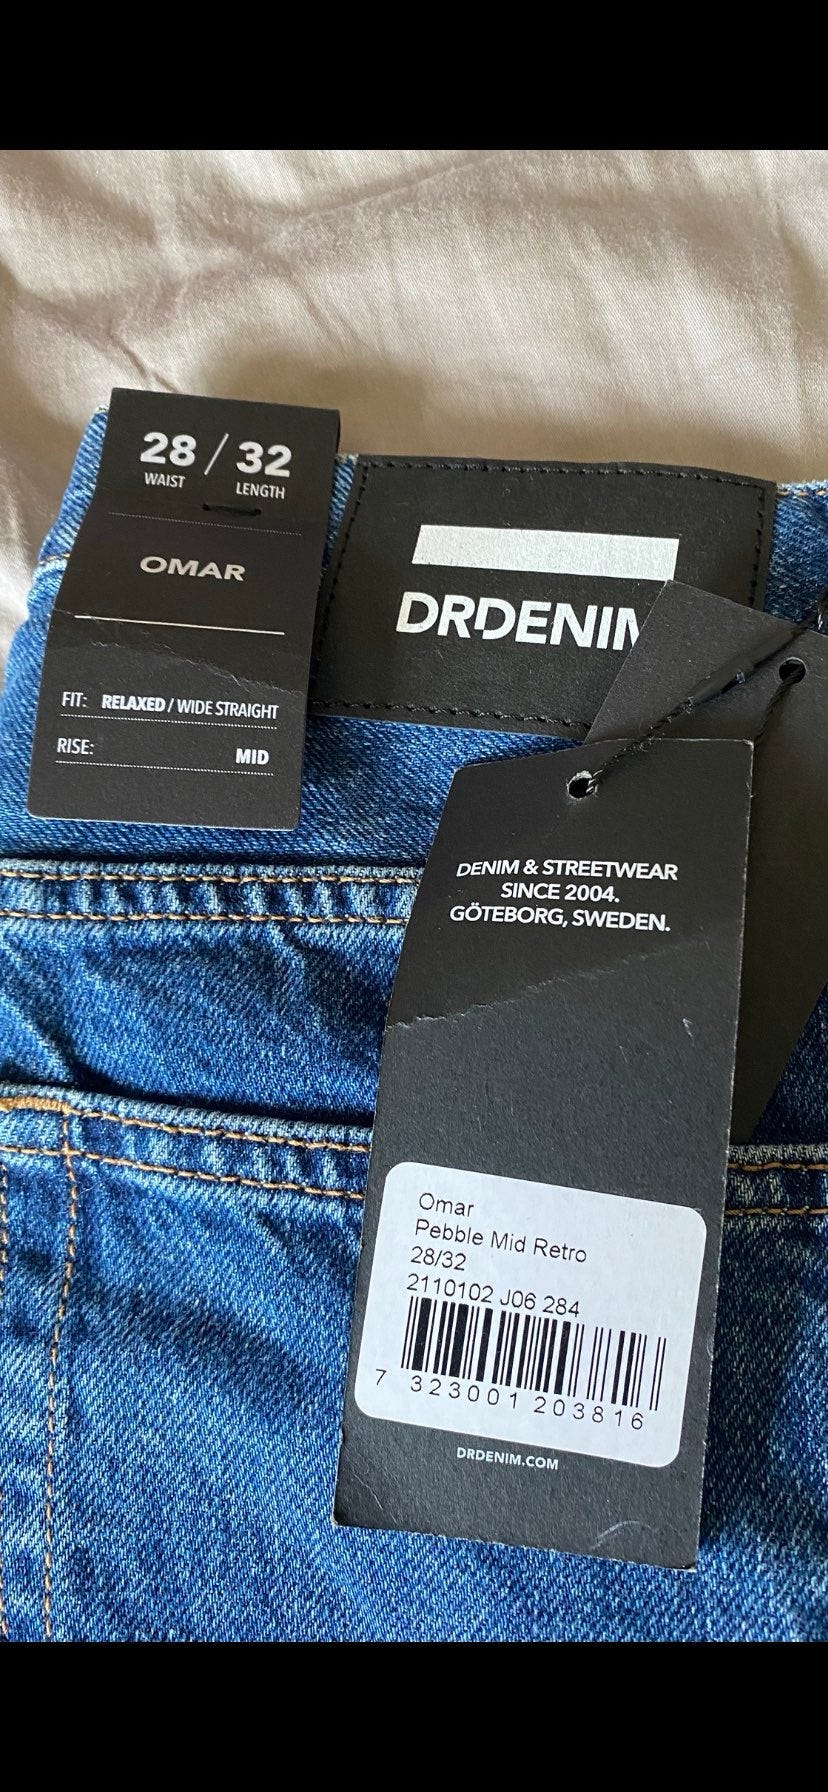 28 / 32
WAIST LENGTH
OMAR
FIT: RELAXED / WIDE STRAIGHT
RISE: MID
DRDENIM
DENIM & STREETWEAR
SINCE 2004.
GÖTEBORG, SWEDEN.
Omar
Pebble Mid Retro
28/32
2110102 J06 284
7 323001 203816
DRDENIM.COM